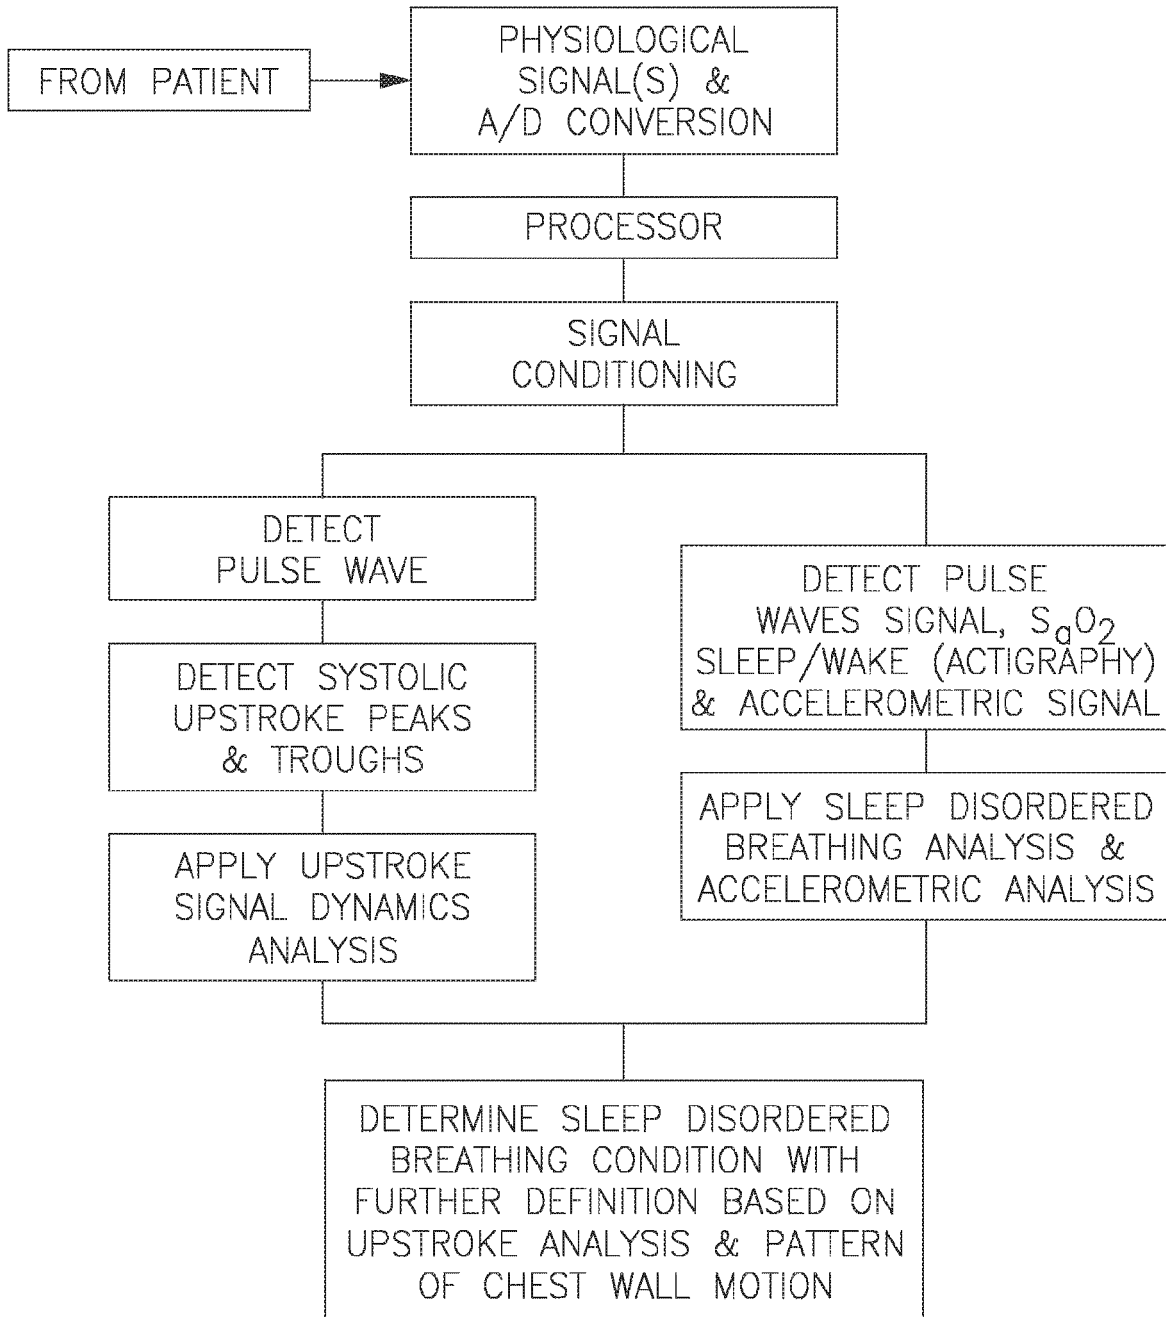 FROM PATIENT
PHYSIOLOGICAL
SIGNAL(S) &
A/D CONVERSION
PROCESSOR
SIGNAL
CONDITIONING
DETECT
PULSE WAVE
DETECT SYSTOLIC
UPSTROKE PEAKS
& TROUGHS
APPLY UPSTROKE
SIGNAL DYNAMICS
ANALYSIS
DETECT PULSE
WAVES SIGNAL, SaO2
SLEEP/WAKE (ACTIGRAPHY)
& ACCELEROMETRIC SIGNAL
APPLY SLEEP DISORDERED
BREATHING ANALYSIS &
ACCELEROMETRIC ANALYSIS
DETERMINE SLEEP DISORDERED
BREATHING CONDITION WITH
FURTHER DEFINITION BASED ON
UPSTROKE ANALYSIS & PATTERN
OF CHEST WALL MOTION